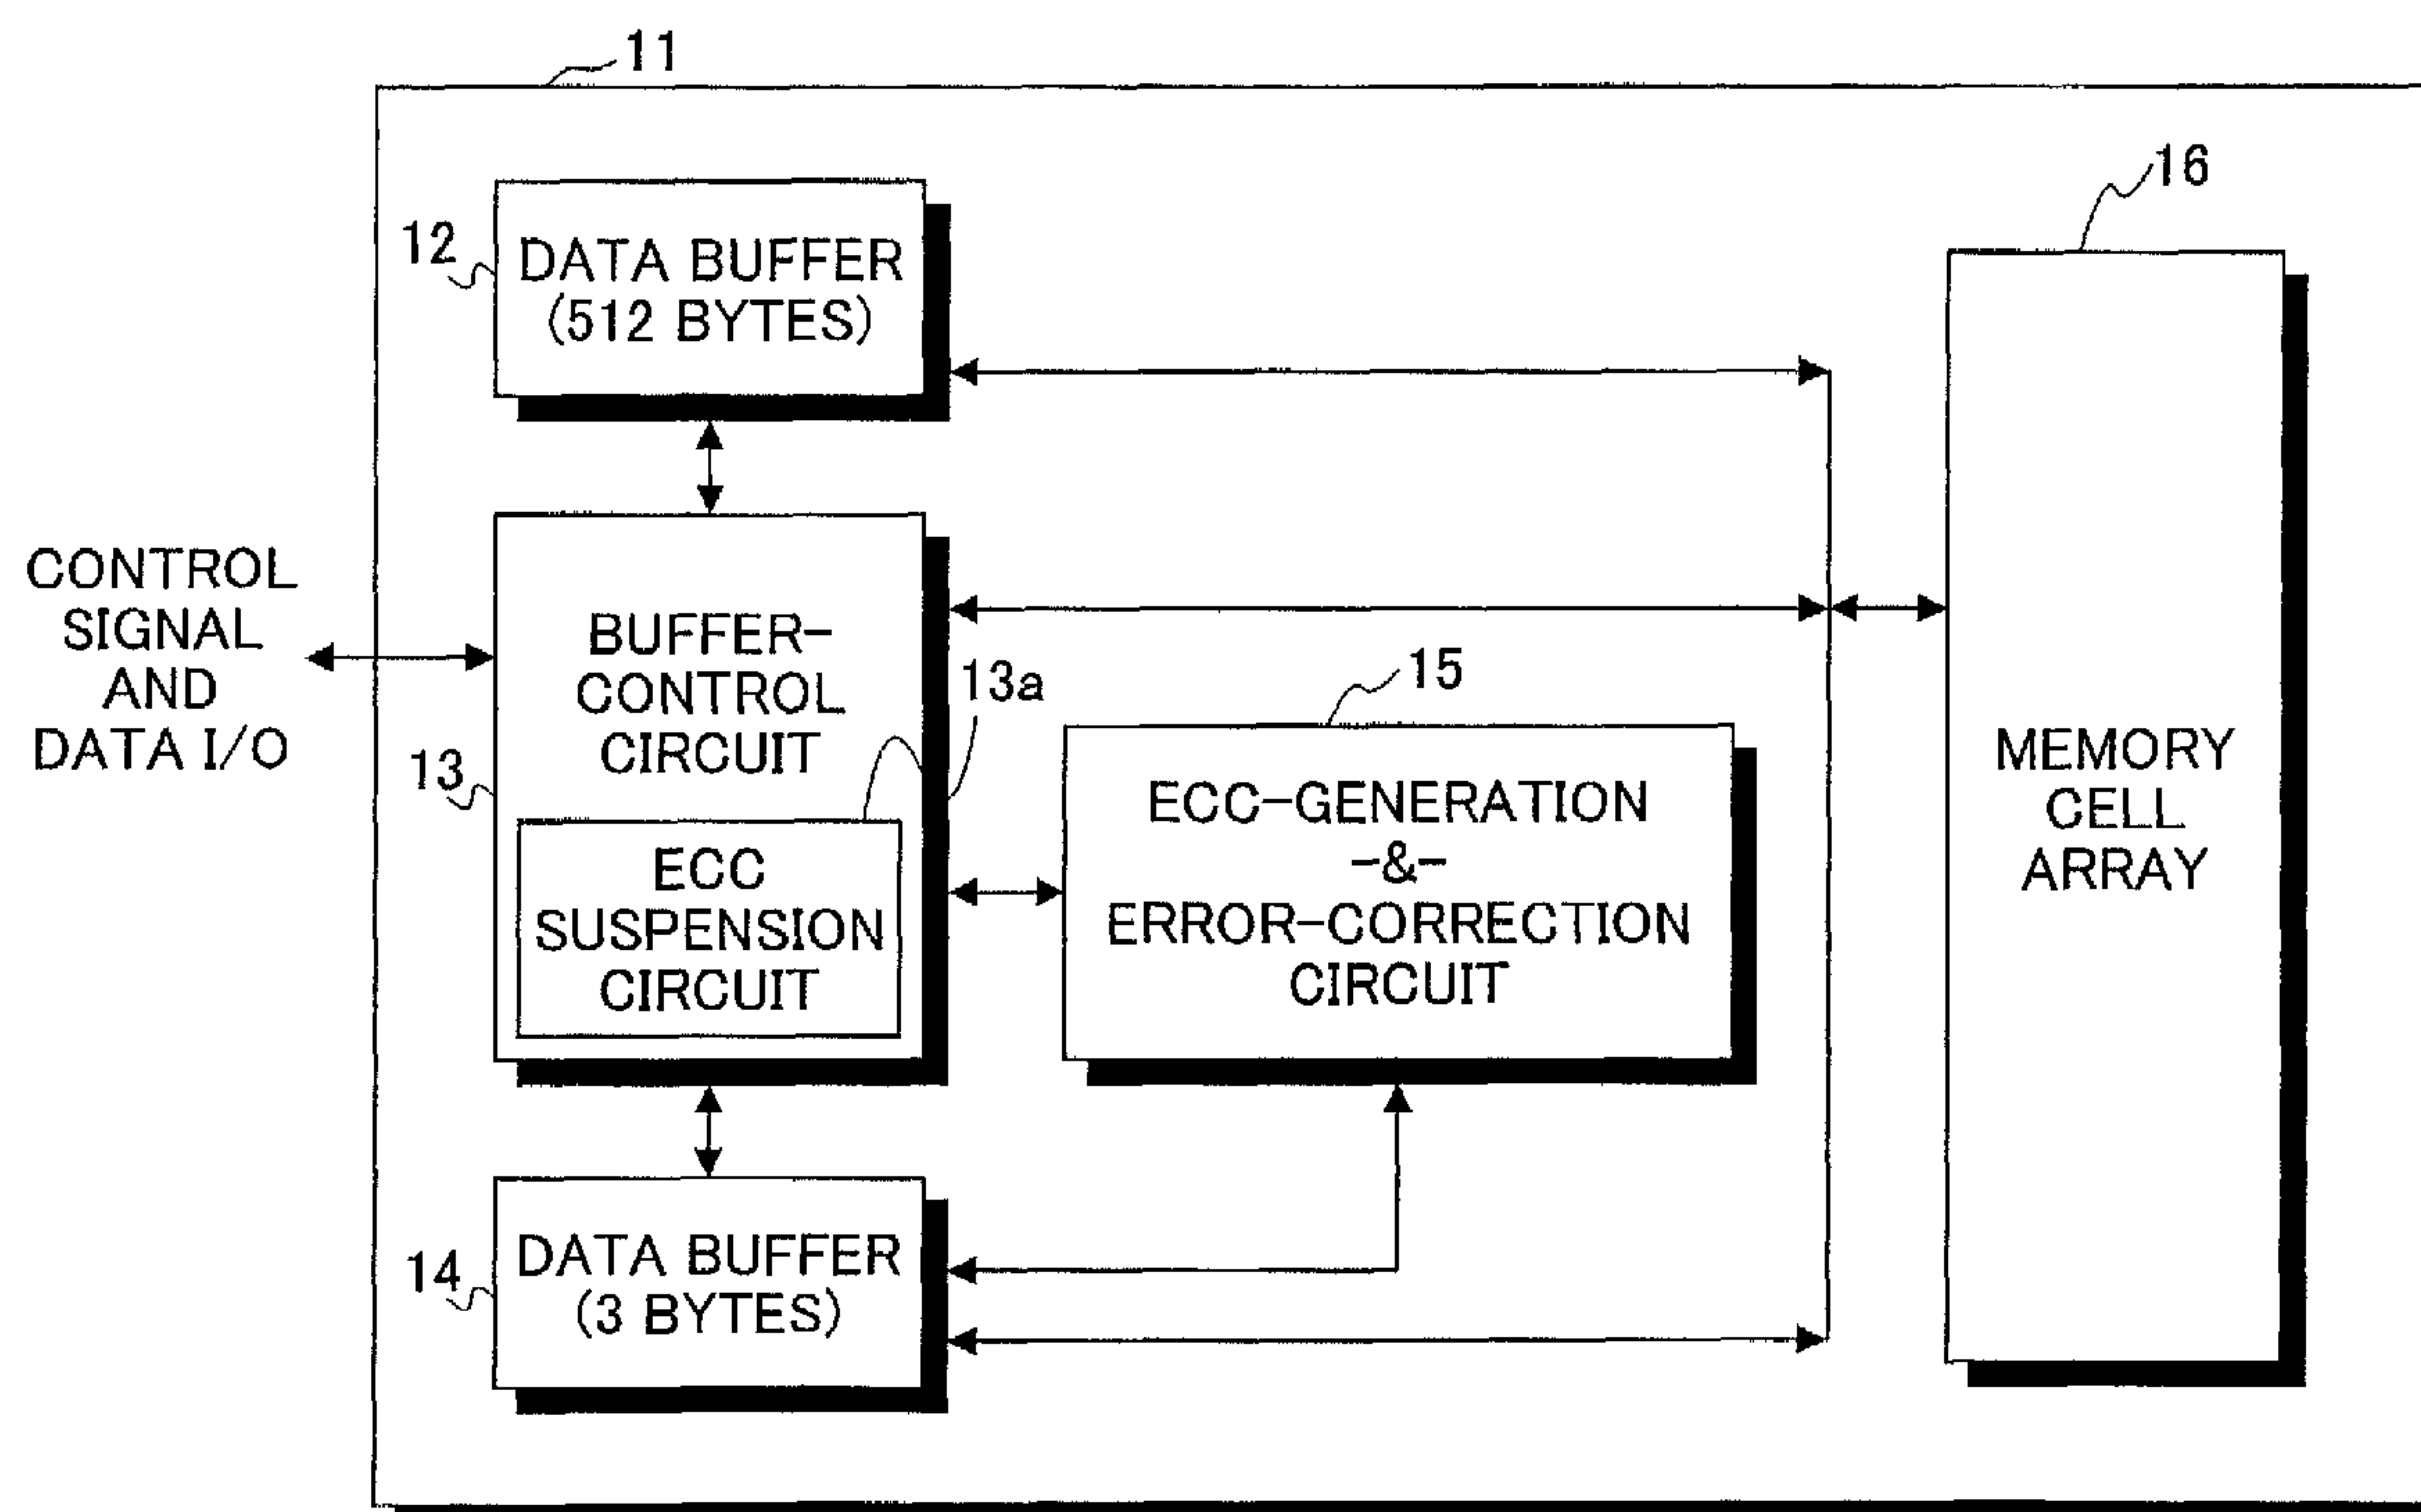 11
16
12
DATA BUFFER
(512 BYTES)
CONTROL
SIGNAL
AND
DATA I/O
13
BUFFER-
CONTROL
CIRCUIT
13a
ECC
SUSPENSION
CIRCUIT
15
ECC-GENERATION
-&-
ERROR-CORRECTION
CIRCUIT
MEMORY
CELL
ARRAY
14
DATA BUFFER
(3 BYTES)